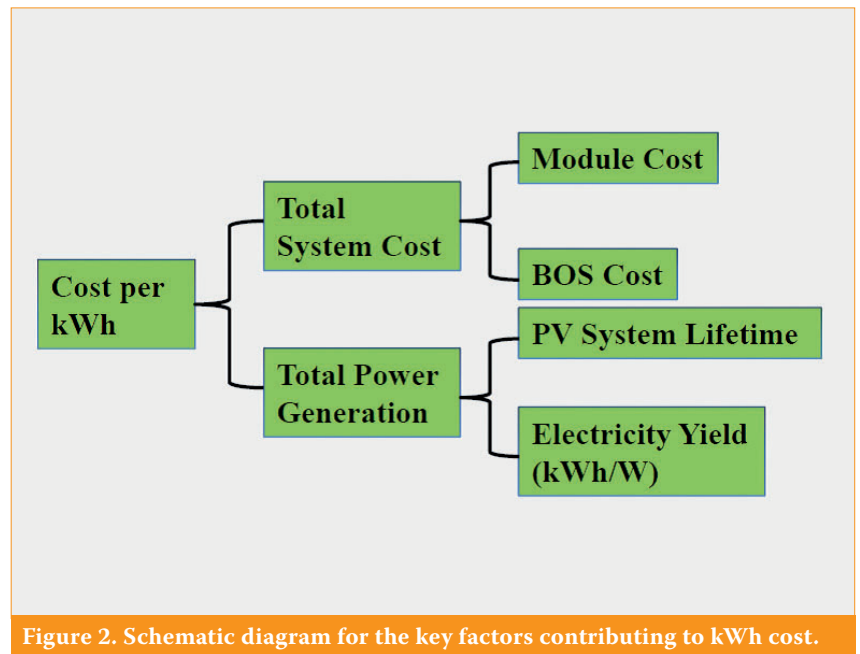 Module Cost
Total
System Cost
BOS Cost
Cost per
kWh
PV System Lifetime
Total Power
Generation
Electricity Yield
(kWh/W)
Figure 2. Schematic diagram for the key factors contributing to kWh cost.